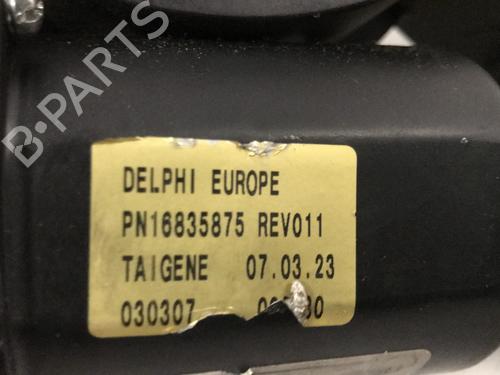 B-PARTS
DELPHI EUROPE
PN16835875 REV011
TAIGENE 07.03.23
030307